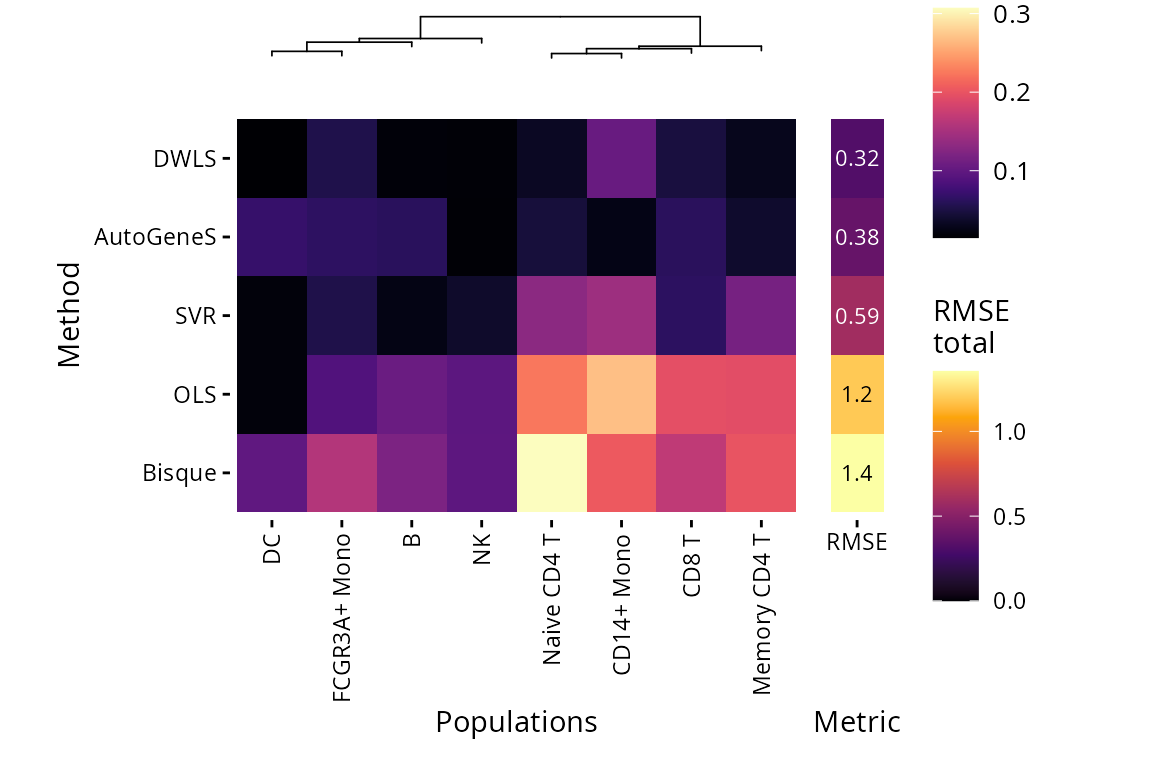 0.3
0.2
0.1
DWLS
AutoGeneS
SVR
OLS
Bisque
Method
0.32
0.38
0.59
1.2
1.4
RMSE
total
1.0
0.5
0.0
DC
FCGR3A+ Mono
B
NK
Naive CD4 T
CD14+ Mono
CD8 T
Memory CD4 T
RMSE
Populations
Metric